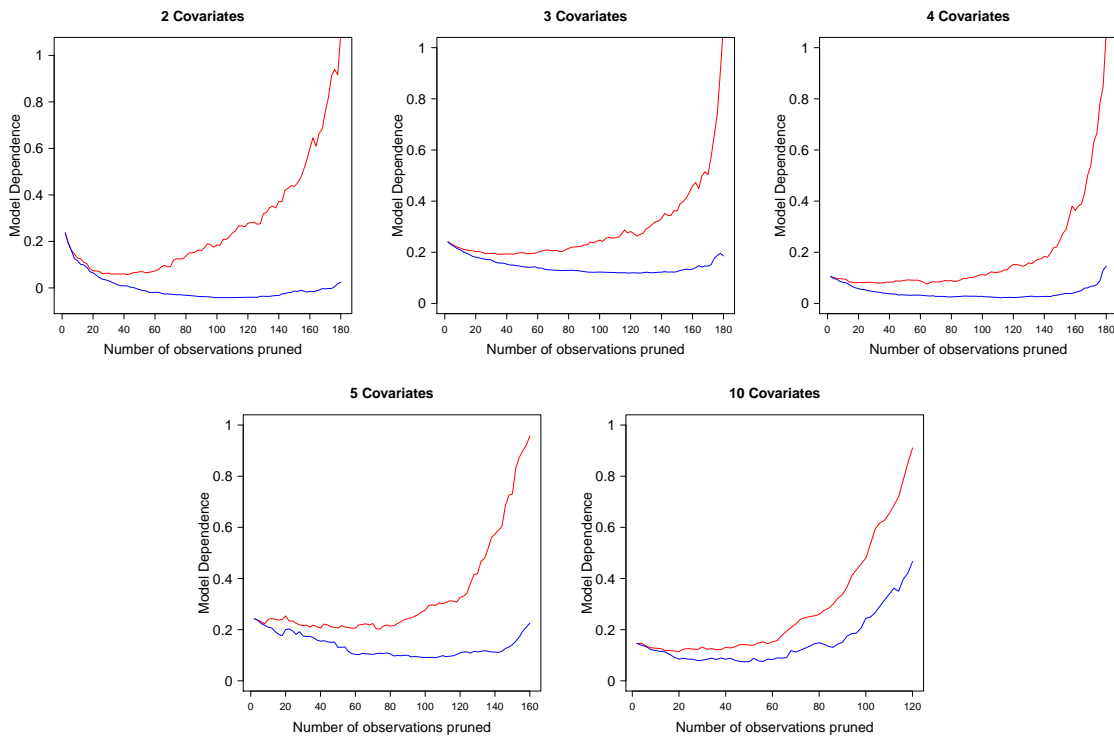 2 Covariates
Model Dependence
1
0.8
0.6
0.4
0.2
0
0 20 40 60 80 100 120 140 160 180
Number of observations pruned
3 Covariates
Model Dependence
1
0.8
0.6
0.4
0.2
0
0 20 40 60 80 100 120 140 160 180
Number of observations pruned
4 Covariates
Model Dependence
1
0.8
0.6
0.4
0.2
0
0 20 40 60 80 100 120 140 160 180
Number of observations pruned
5 Covariates
Model Dependence
1
0.8
0.6
0.4
0.2
0
0 20 40 60 80 100 120 140 160
Number of observations pruned
10 Covariates
Model Dependence
1
0.8
0.6
0.4
0.2
0
0 20 40 60 80 100 120
Number of observations pruned